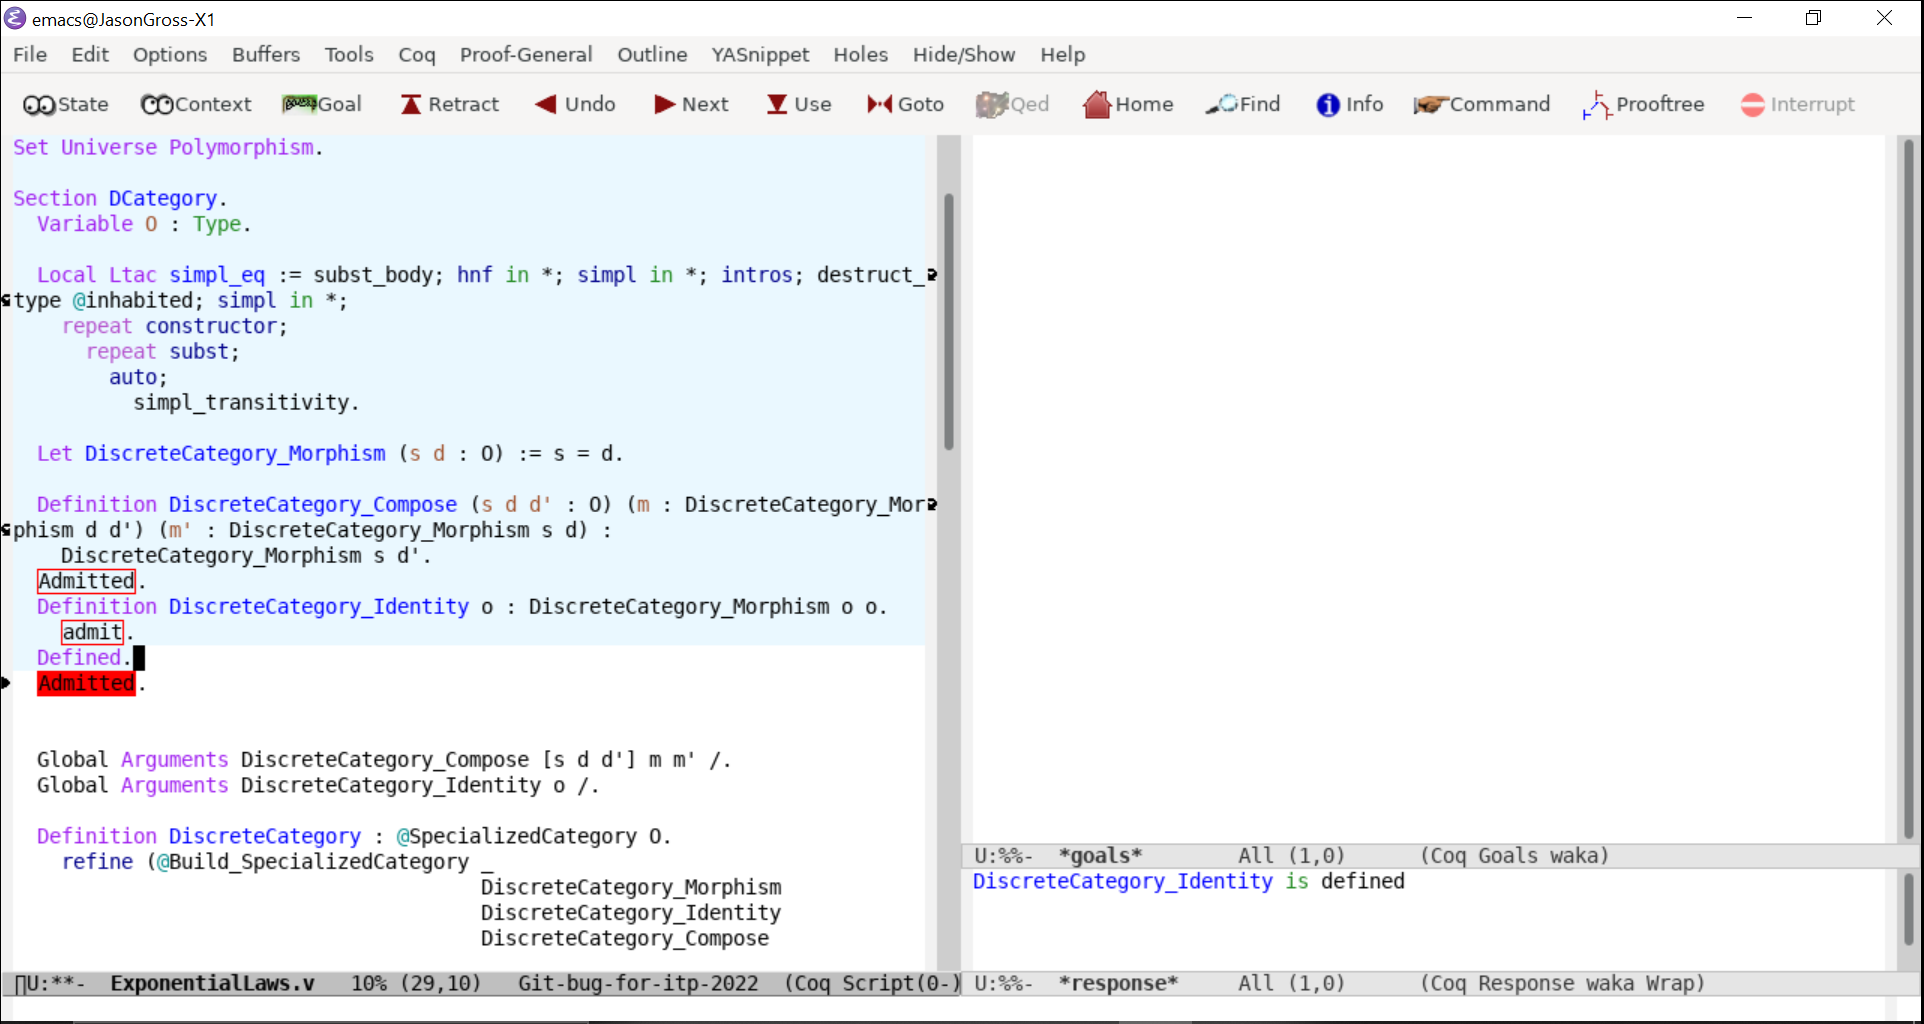 emacs@JasonGross-X1
File Edit Options Buffers Tools Coq Proof-General Outline YASnippet Holes Hide/Show Help
State Context Goal Retract Undo Next Use Goto Qed Home Find Info Command Prooftree Interrupt
Set Universe Polymorphism.
Section DCategory.
Variable O : Type.
Local Ltac simpl_eq := subst_body; hnf in *; simpl in *; intros; destruct_
type @inhabited; simpl in *;
repeat constructor;
repeat subst;
auto;
simpl_transitivity.
Let DiscreteCategory_Morphism (s d : O) := s = d.
Definition DiscreteCategory_Compose (s d d' : O) (m : DiscreteCategory_Mor
phism d d') (m' : DiscreteCategory_Morphism s d) :
DiscreteCategory_Morphism s d'.
Admitted.
Definition DiscreteCategory_Identity o : DiscreteCategory_Morphism o o.
admit.
Defined.
Admitted.
Global Arguments DiscreteCategory_Compose [s d d'] m m' /.
Global Arguments DiscreteCategory_Identity o /.
Definition DiscreteCategory : @SpecializedCategory O.
refine (@Build_SpecializedCategory _
DiscreteCategory_Morphism
DiscreteCategory_Identity
DiscreteCategory_Compose
U:**- ExponentialLaws.v 10% (29,10) Git-bug-for-itp-2022 (Coq Script(0-)
U:%%- *goals* All (1,0) (Coq Goals waka)
DiscreteCategory_Identity is defined
U:%%- *response* All (1,0) (Coq Response waka Wrap)